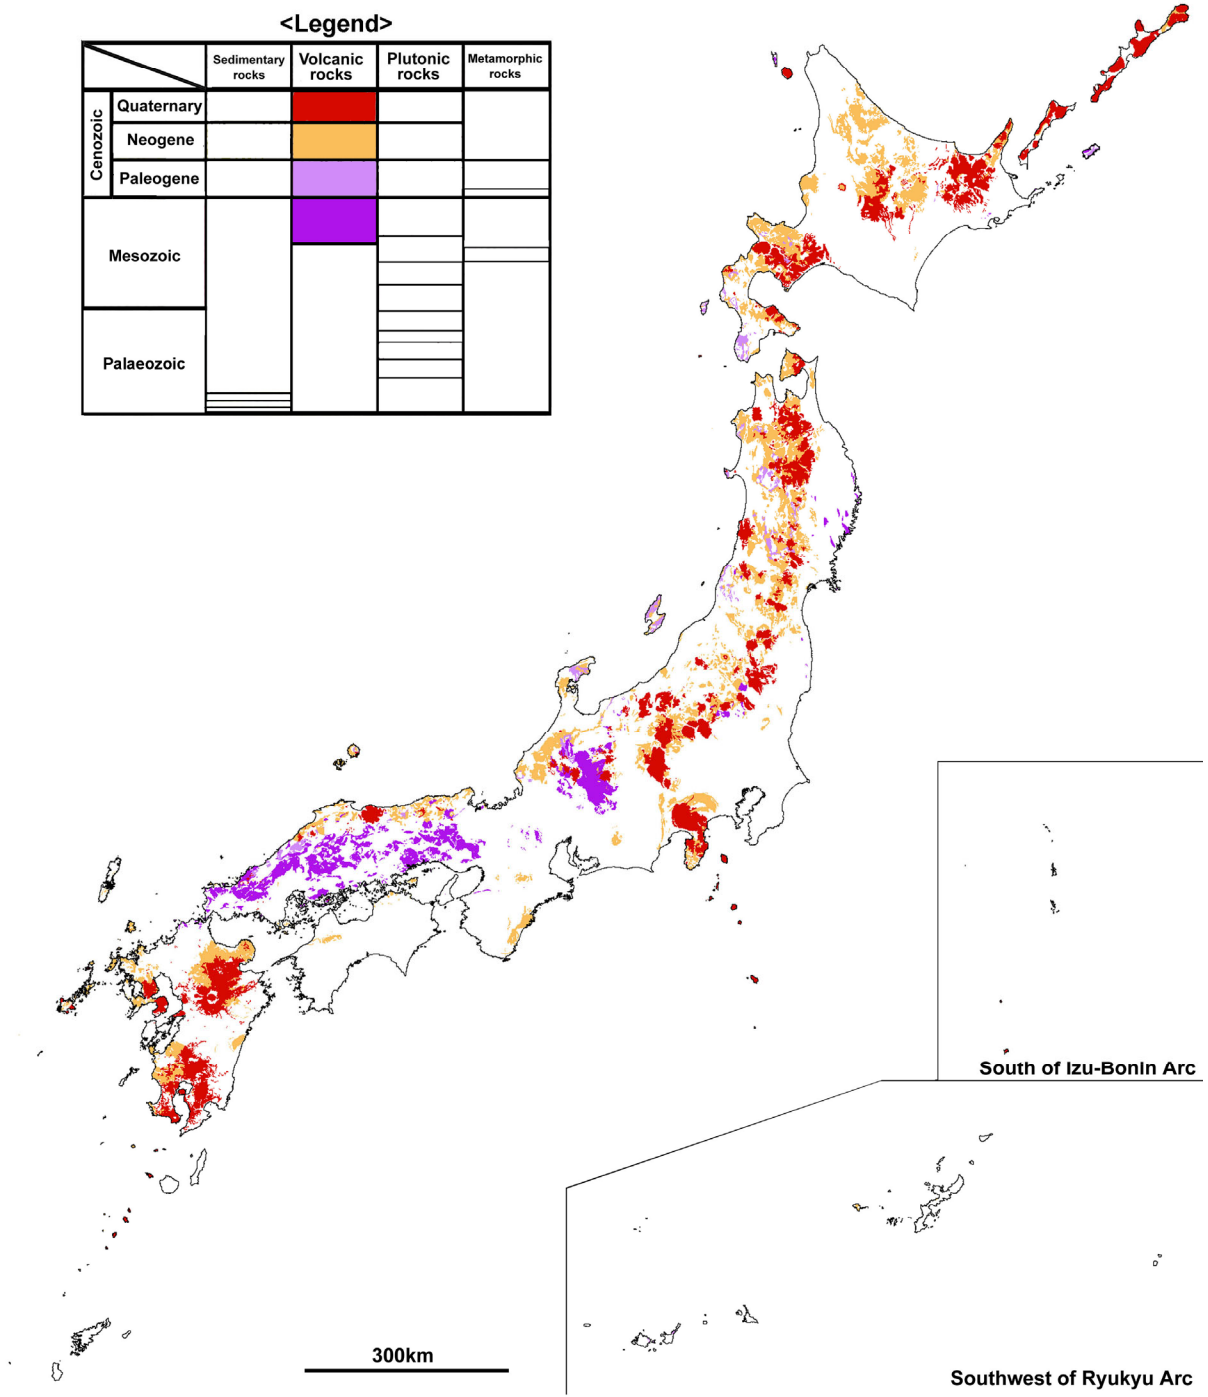 <Legend>
Sedimentary rocks
Volcanic rocks
Plutonic rocks
Metamorphic rocks
Cenozoic
Quaternary
Neogene
Paleogene
Mesozoic
Palaeozoic
300km
South of Izu-Bonin Arc
Southwest of Ryukyu Arc